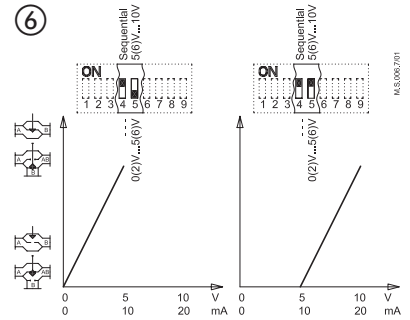 6
Sequential
5(6)V...10V
ON
1 2 3 4 5 6 7 8 9
0(2)V...5(6)V
Sequential
5(6)V...10V
ON
1 2 3 4 5 6 7 8 9
0(2)V...5(6)V
M.S.006.7/01
A B
A AB
B
A B
A AB
B
0 5 10 V
0 10 20 mA
0 5 10 V
0 10 20 mA